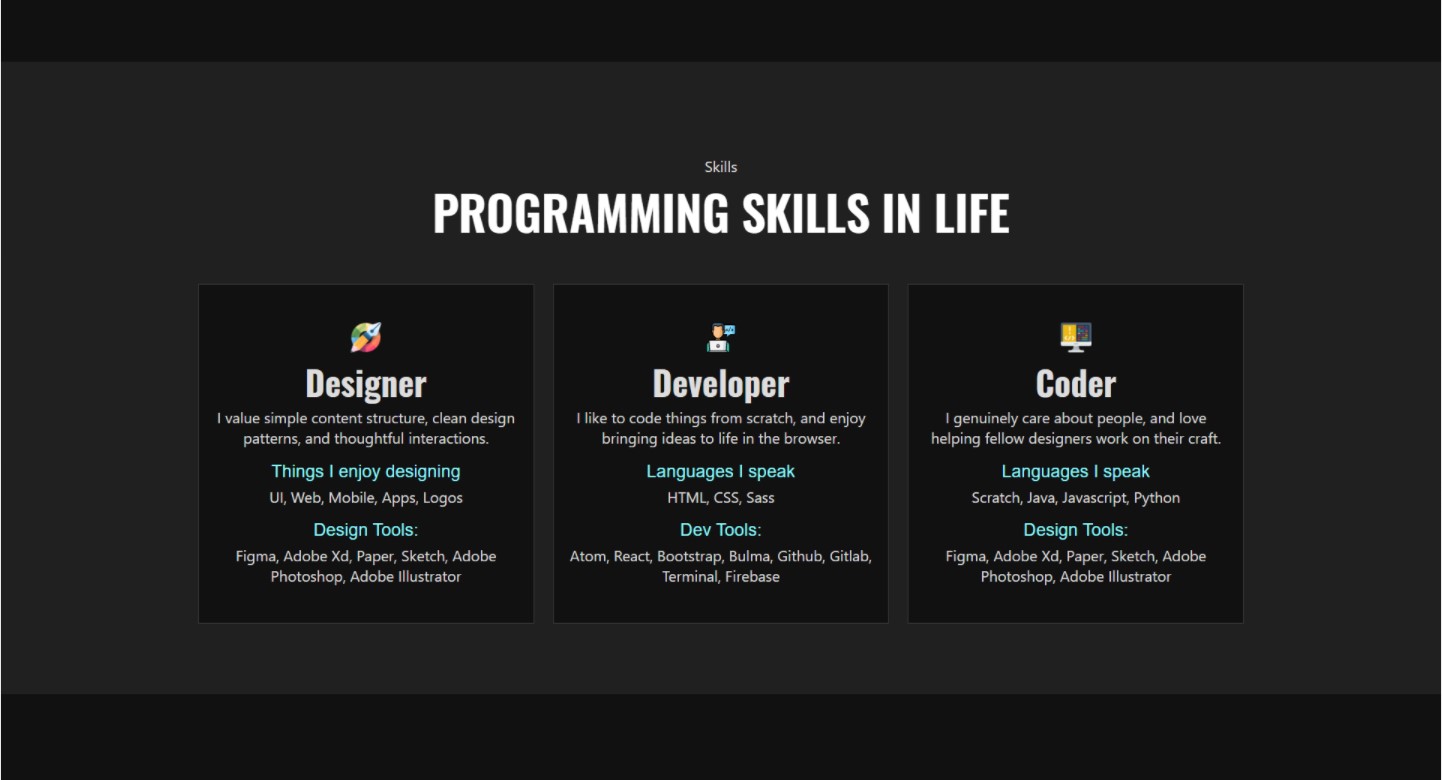 Skills
PROGRAMMING SKILLS IN LIFE
Designer
I value simple content structure, clean design
patterns, and thoughtful interactions.
Things I enjoy designing
UI, Web, Mobile, Apps, Logos
Design Tools:
Figma, Adobe Xd, Paper, Sketch, Adobe
Photoshop, Adobe Illustrator
Developer
I like to code things from scratch, and enjoy
bringing ideas to life in the browser.
Languages I speak
HTML, CSS, Sass
Dev Tools:
Atom, React, Bootstrap, Bulma, Github, Gitlab,
Terminal, Firebase
Coder
I genuinely care about people, and love
helping fellow designers work on their craft.
Languages I speak
Scratch, Java, Javascript, Python
Design Tools:
Figma, Adobe Xd, Paper, Sketch, Adobe
Photoshop, Adobe Illustrator